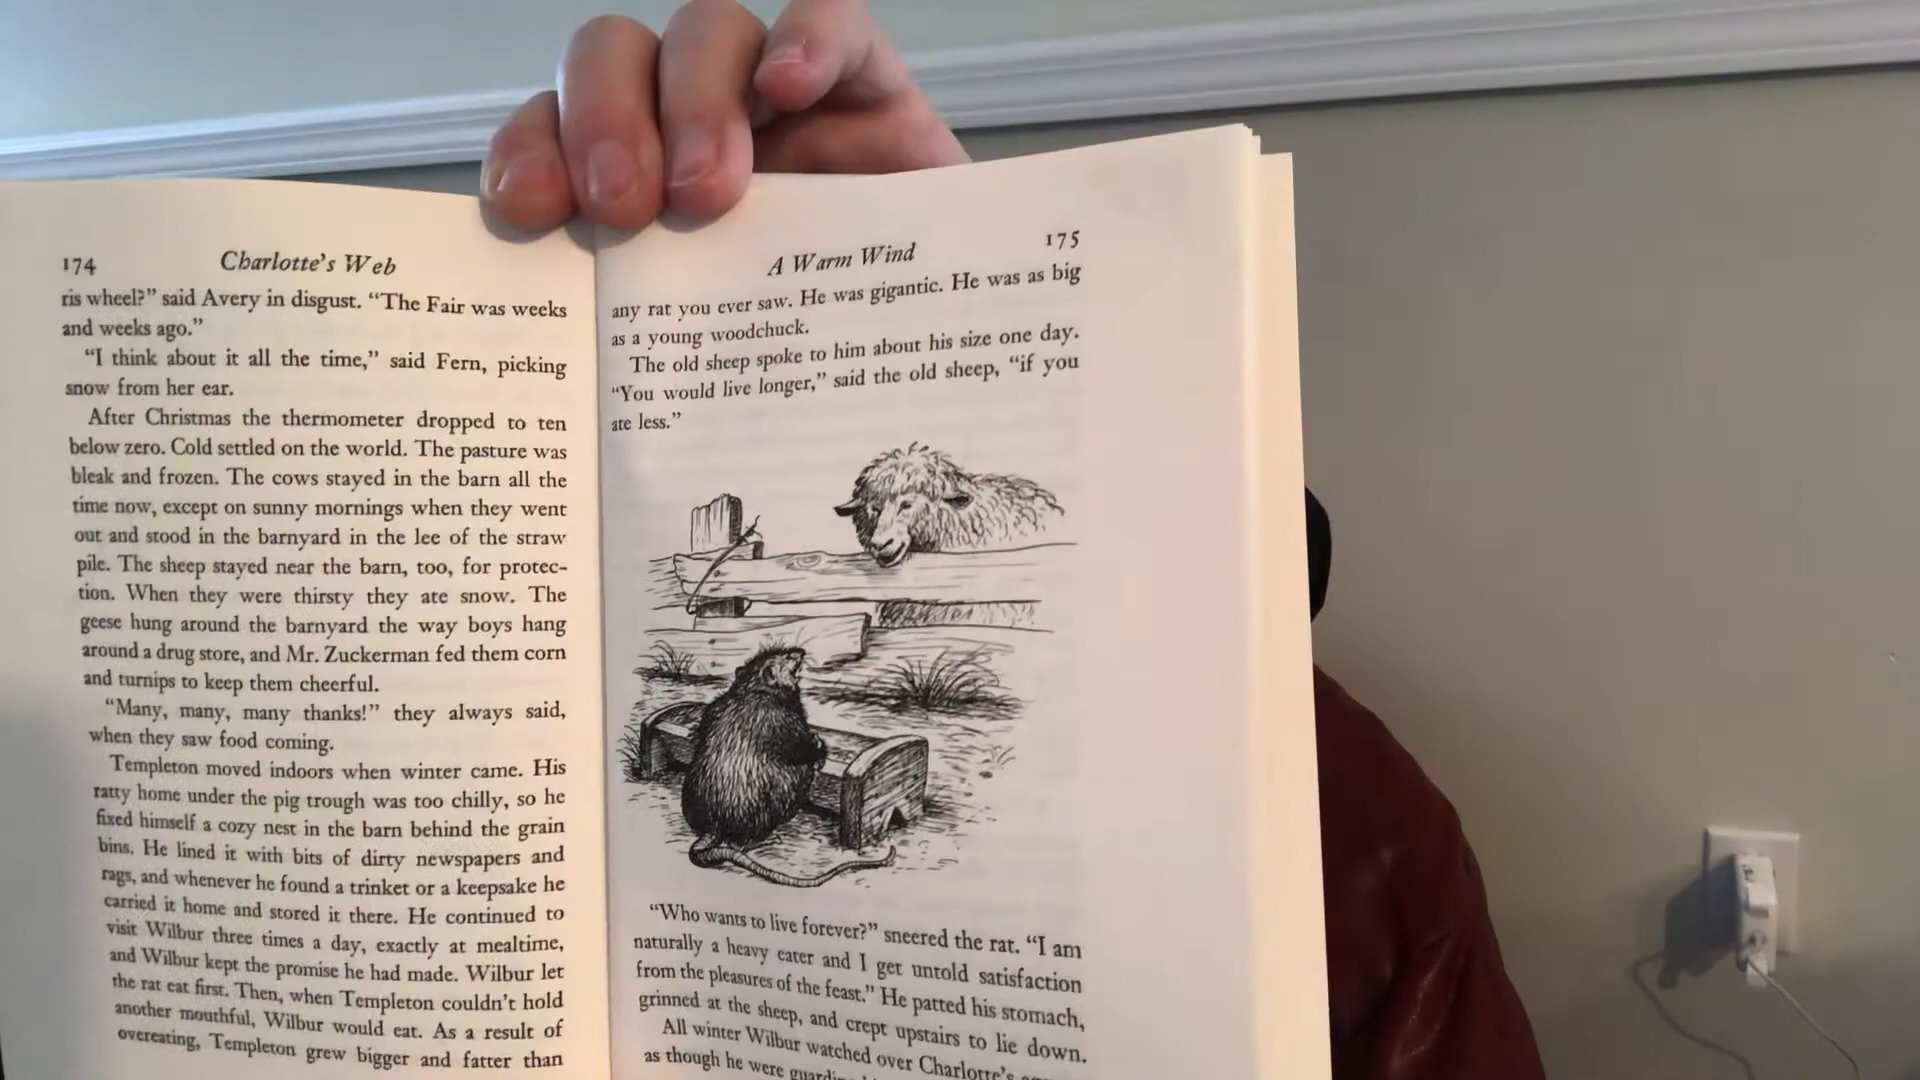 174
Charlotte's Web
ris wheel?” said Avery in disgust. “The Fair was weeks
and weeks ago.”
“I think about it all the time,” said Fern, picking
snow from her ear.
After Christmas the thermometer dropped to ten
below zero. Cold settled on the world. The pasture was
bleak and frozen. The cows stayed in the barn all the
time now, except on sunny mornings when they went
out and stood in the barnyard in the lee of the straw
pile. The sheep stayed near the barn, too, for protec-
tion. When they were thirsty they ate snow. The
geese hung around the barnyard the way boys hang
around a drug store, and Mr. Zuckerman fed them corn
and turnips to keep them cheerful.
“Many, many, many thanks!” they always said,
when they saw food coming.
Templeton moved indoors when winter came. His
ratty home under the pig trough was too chilly, so he
fixed himself a cozy nest in the barn behind the grain
bins. He lined it with bits of dirty newspapers and
rags, and whenever he found a trinket or a keepsake he
carried it home and stored it there. He continued to
visit Wilbur three times a day, exactly at mealtime,
and Wilbur kept the promise he had made. Wilbur let
the rat eat first. Then, when Templeton couldn't hold
another mouthful, Wilbur would eat. As a result of
overeating, Templeton grew bigger and fatter than
A Warm Wind
175
any rat you ever saw. He was gigantic. He was as big
as a young woodchuck.
The old sheep spoke to him about his size one day.
“You would live longer,” said the old sheep, “if you
ate less.”
“Who wants to live forever?” sneered the rat. “I am
naturally a heavy eater and I get untold satisfaction
from the pleasures of the feast.” He patted his stomach,
grinned at the sheep, and crept upstairs to lie down.
All winter Wilbur watched over Charlotte's
as though he were